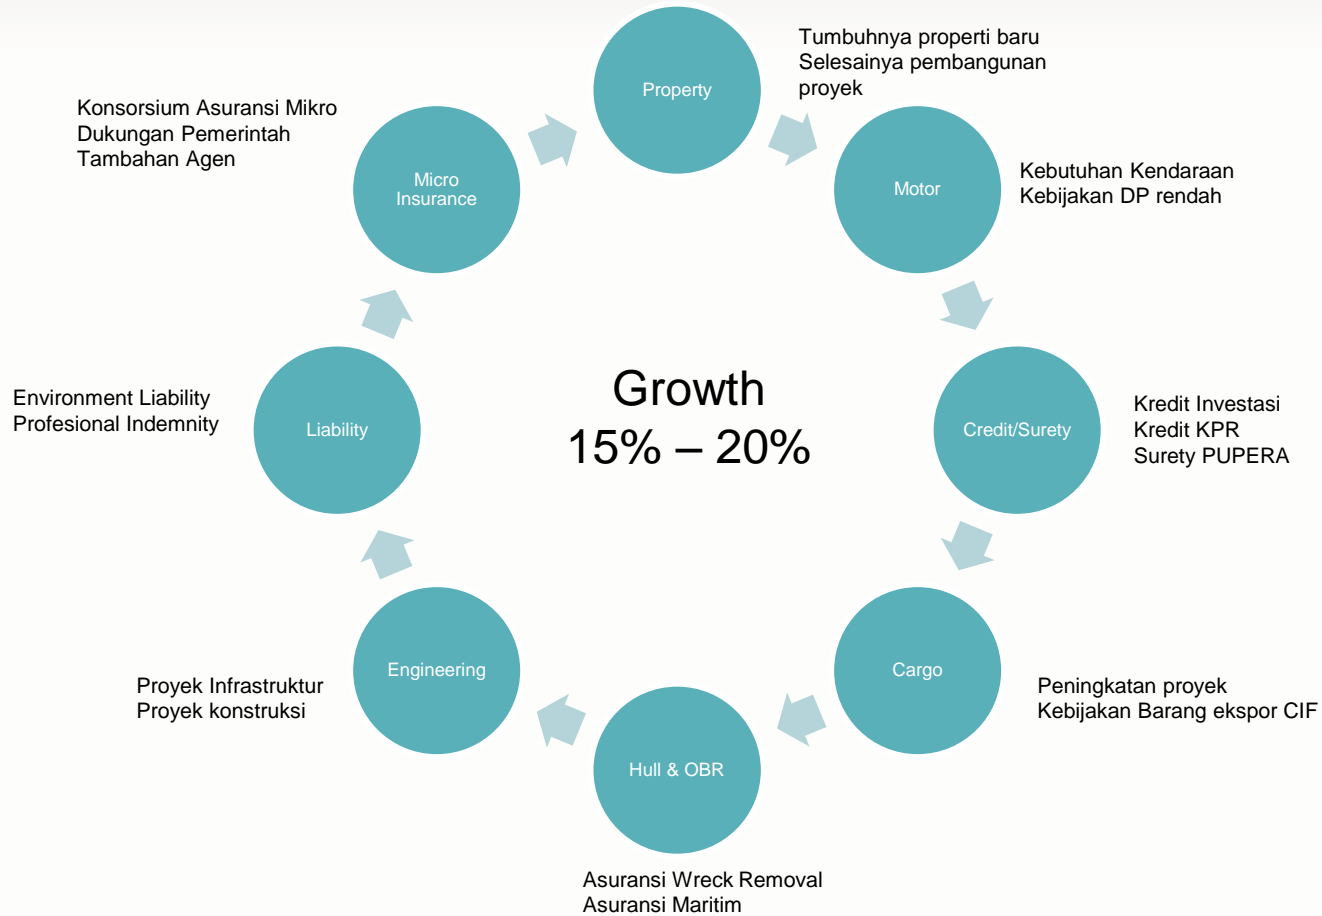 Property
Tumbuhnya properti baru
Selesainya pembangunan
proyek
Motor
Kebutuhan Kendaraan
Kebijakan DP rendah
Credit/Surety
Kredit Investasi
Kredit KPR
Surety PUPERA
Cargo
Peningkatan proyek
Kebijakan Barang ekspor CIF
Hull & OBR
Asuransi Wreck Removal
Asuransi Maritim
Engineering
Proyek Infrastruktur
Proyek konstruksi
Liability
Environment Liability
Profesional Indemnity
Micro
Insurance
Konsorsium Asuransi Mikro
Dukungan Pemerintah
Tambahan Agen
Growth
15% – 20%